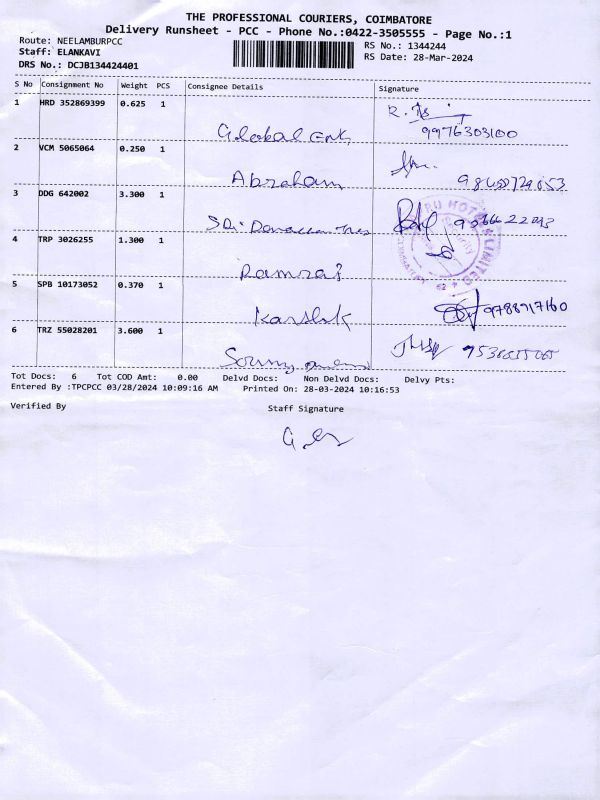 THE PROFESSIONAL COURIERS, COIMBATORE
Delivery Runsheet - PCC - Phone No.:0422-3505555 - Page No.:1
Route: NEELAMBURPCC
RS No.: 1344244
Staff: ELANKAVI
RS Date: 28-Mar-2024
DRS No.: DCJB134424401
S No Consignment No Weight PCS Consignee Details Signature
1 HRD 352869399 0.625 1
Global Ent 9976303100
2 VCM 5065064 0.250 1
Abraham
3 DDG 642002 3.300 1
Sai
4 TRP 3026255 1.300 1
Ramraj
5 SPB 10173052 0.370 1
Karthik 9788717160
6 TRZ 55028201 3.600 1
Tot Docs: 6 Tot COD Amt: 0.00 Delvd Docs: Non Delvd Docs: Delvy Pts:
Entered By :TPCPCC 03/28/2024 10:09:16 AM Printed On: 28-03-2024 10:16:53
Verified By Staff Signature